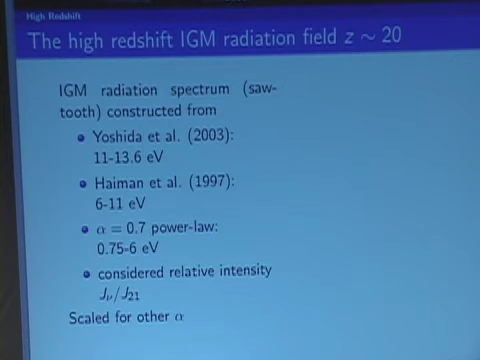 High Redshift
The high redshift IGM radiation field z ∼ 20
IGM radiation spectrum (saw-
tooth) constructed from
Yoshida et al. (2003):
11-13.6 eV
Haiman et al. (1997):
6-11 eV
α = 0.7 power-law:
0.75-6 eV
considered relative intensity
Jν/J21
Scaled for other α